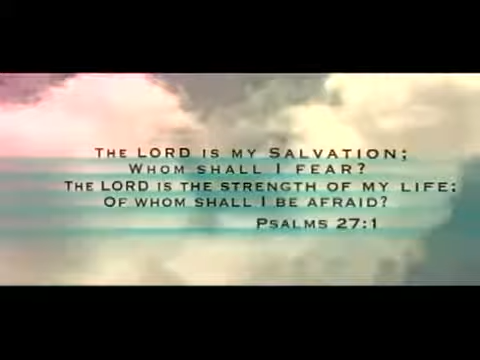 THE LORD IS MY SALVATION;
WHOM SHALL I FEAR?
THE LORD IS THE STRENGTH OF MY LIFE;
OF WHOM SHALL I BE AFRAID?
PSALMS 27:1